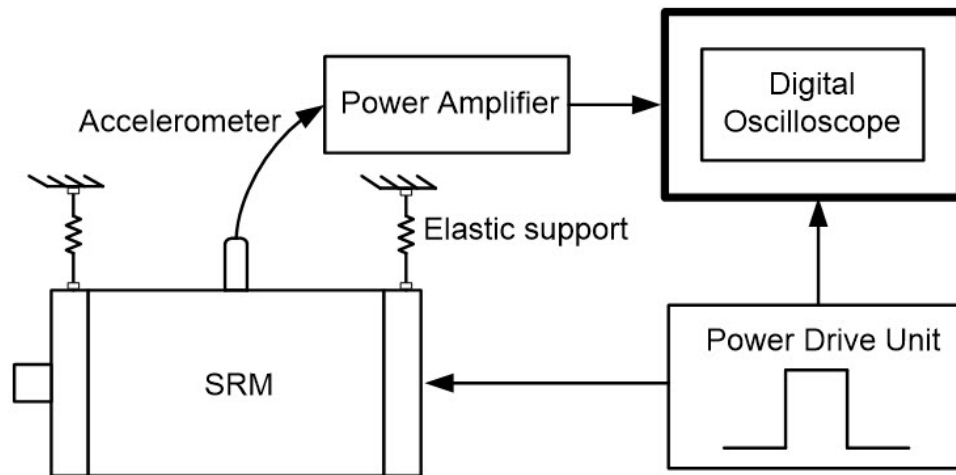 Power Amplifier
Digital
Oscilloscope
Accelerometer
Elastic support
Power Drive Unit
SRM